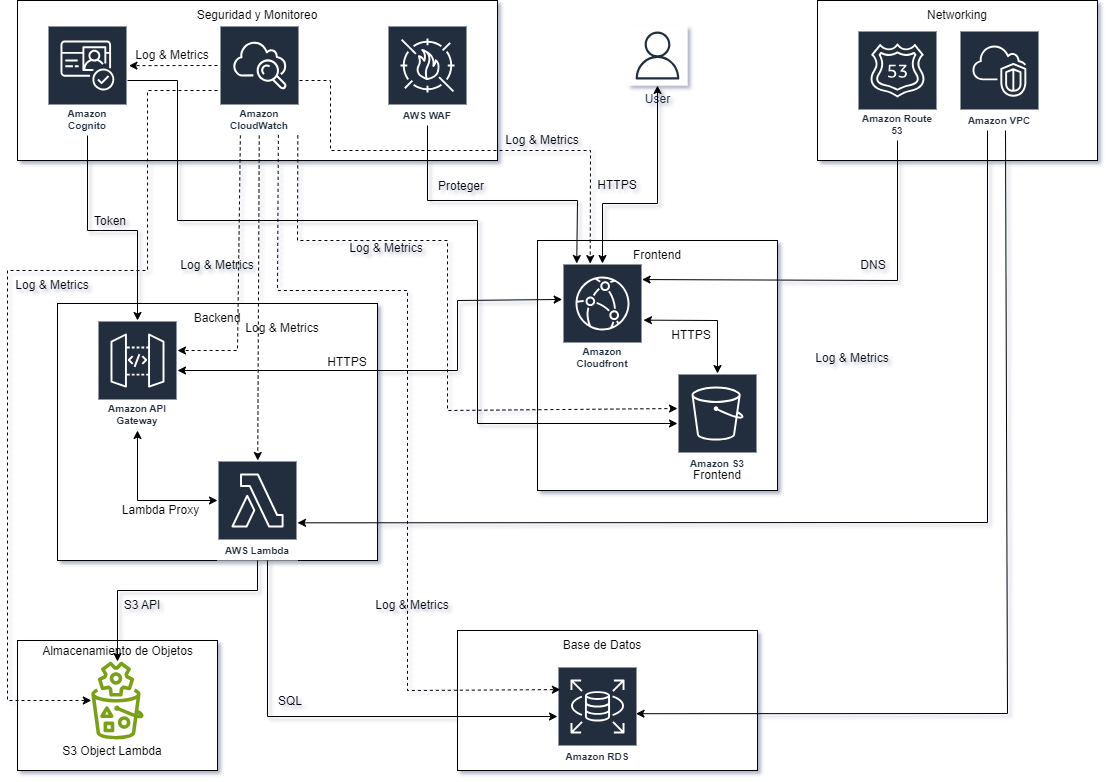 Seguridad y Monitoreo
Networking
Log & Metrics
53
Amazon
Cognito
Amazon
CloudWatch
AWS WAF
User
Amazon Route
53
Amazon VPC
Log & Metrics
Proteger
HTTPS
Token
Log & Metrics
Frontend
Log & Metrics
DNS
Log & Metrics
Backend
Log & Metrics
</>
HTTPS
HTTPS
Amazon
Cloudfront
Log & Metrics
Amazon API
Gateway
Amazon S3
Frontend
Lambda Proxy
AWS Lambda
S3 API
Log & Metrics
Almacenamiento de Objetos
Base de Datos
SQL
S3 Object Lambda
Amazon RDS